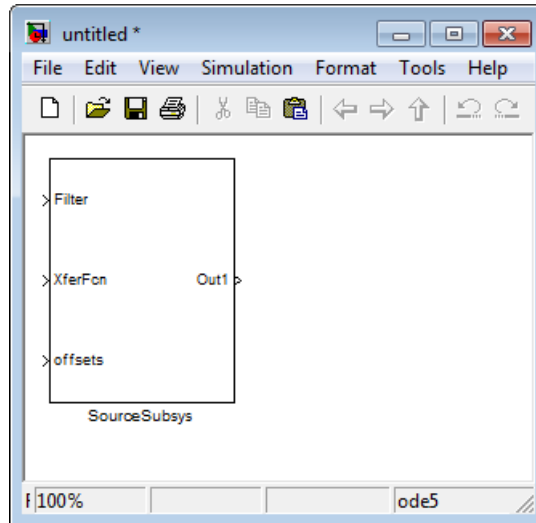 untitled *
File Edit View Simulation Format Tools Help
Filter
XferFcn Out1
offsets
SourceSubsys
100% ode5